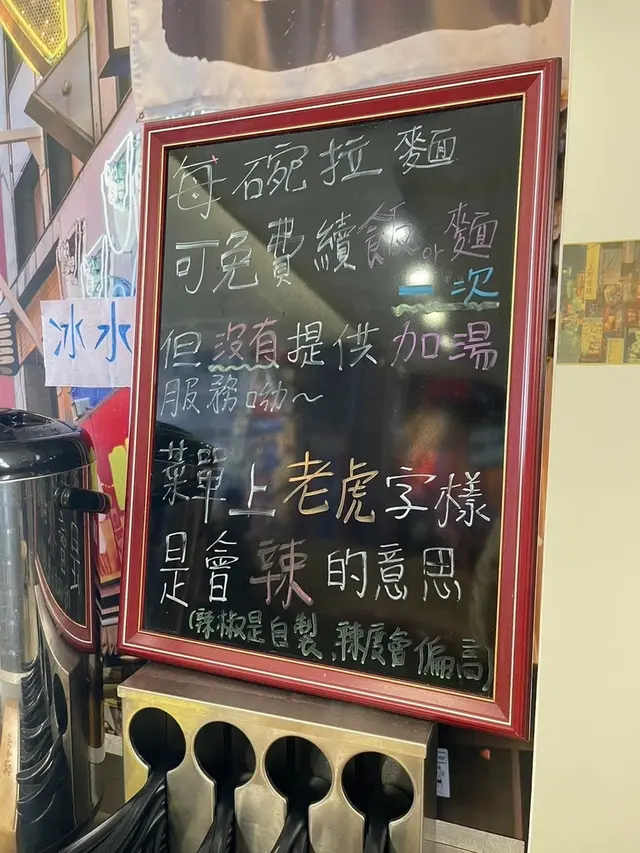 每碗拉麵
可免費續飯or麵
一次
但沒有提供加湯
服務呦~
菜單上老虎字樣
是會辣的意思
(辣椒是自製,辣度會偏高)
冰水